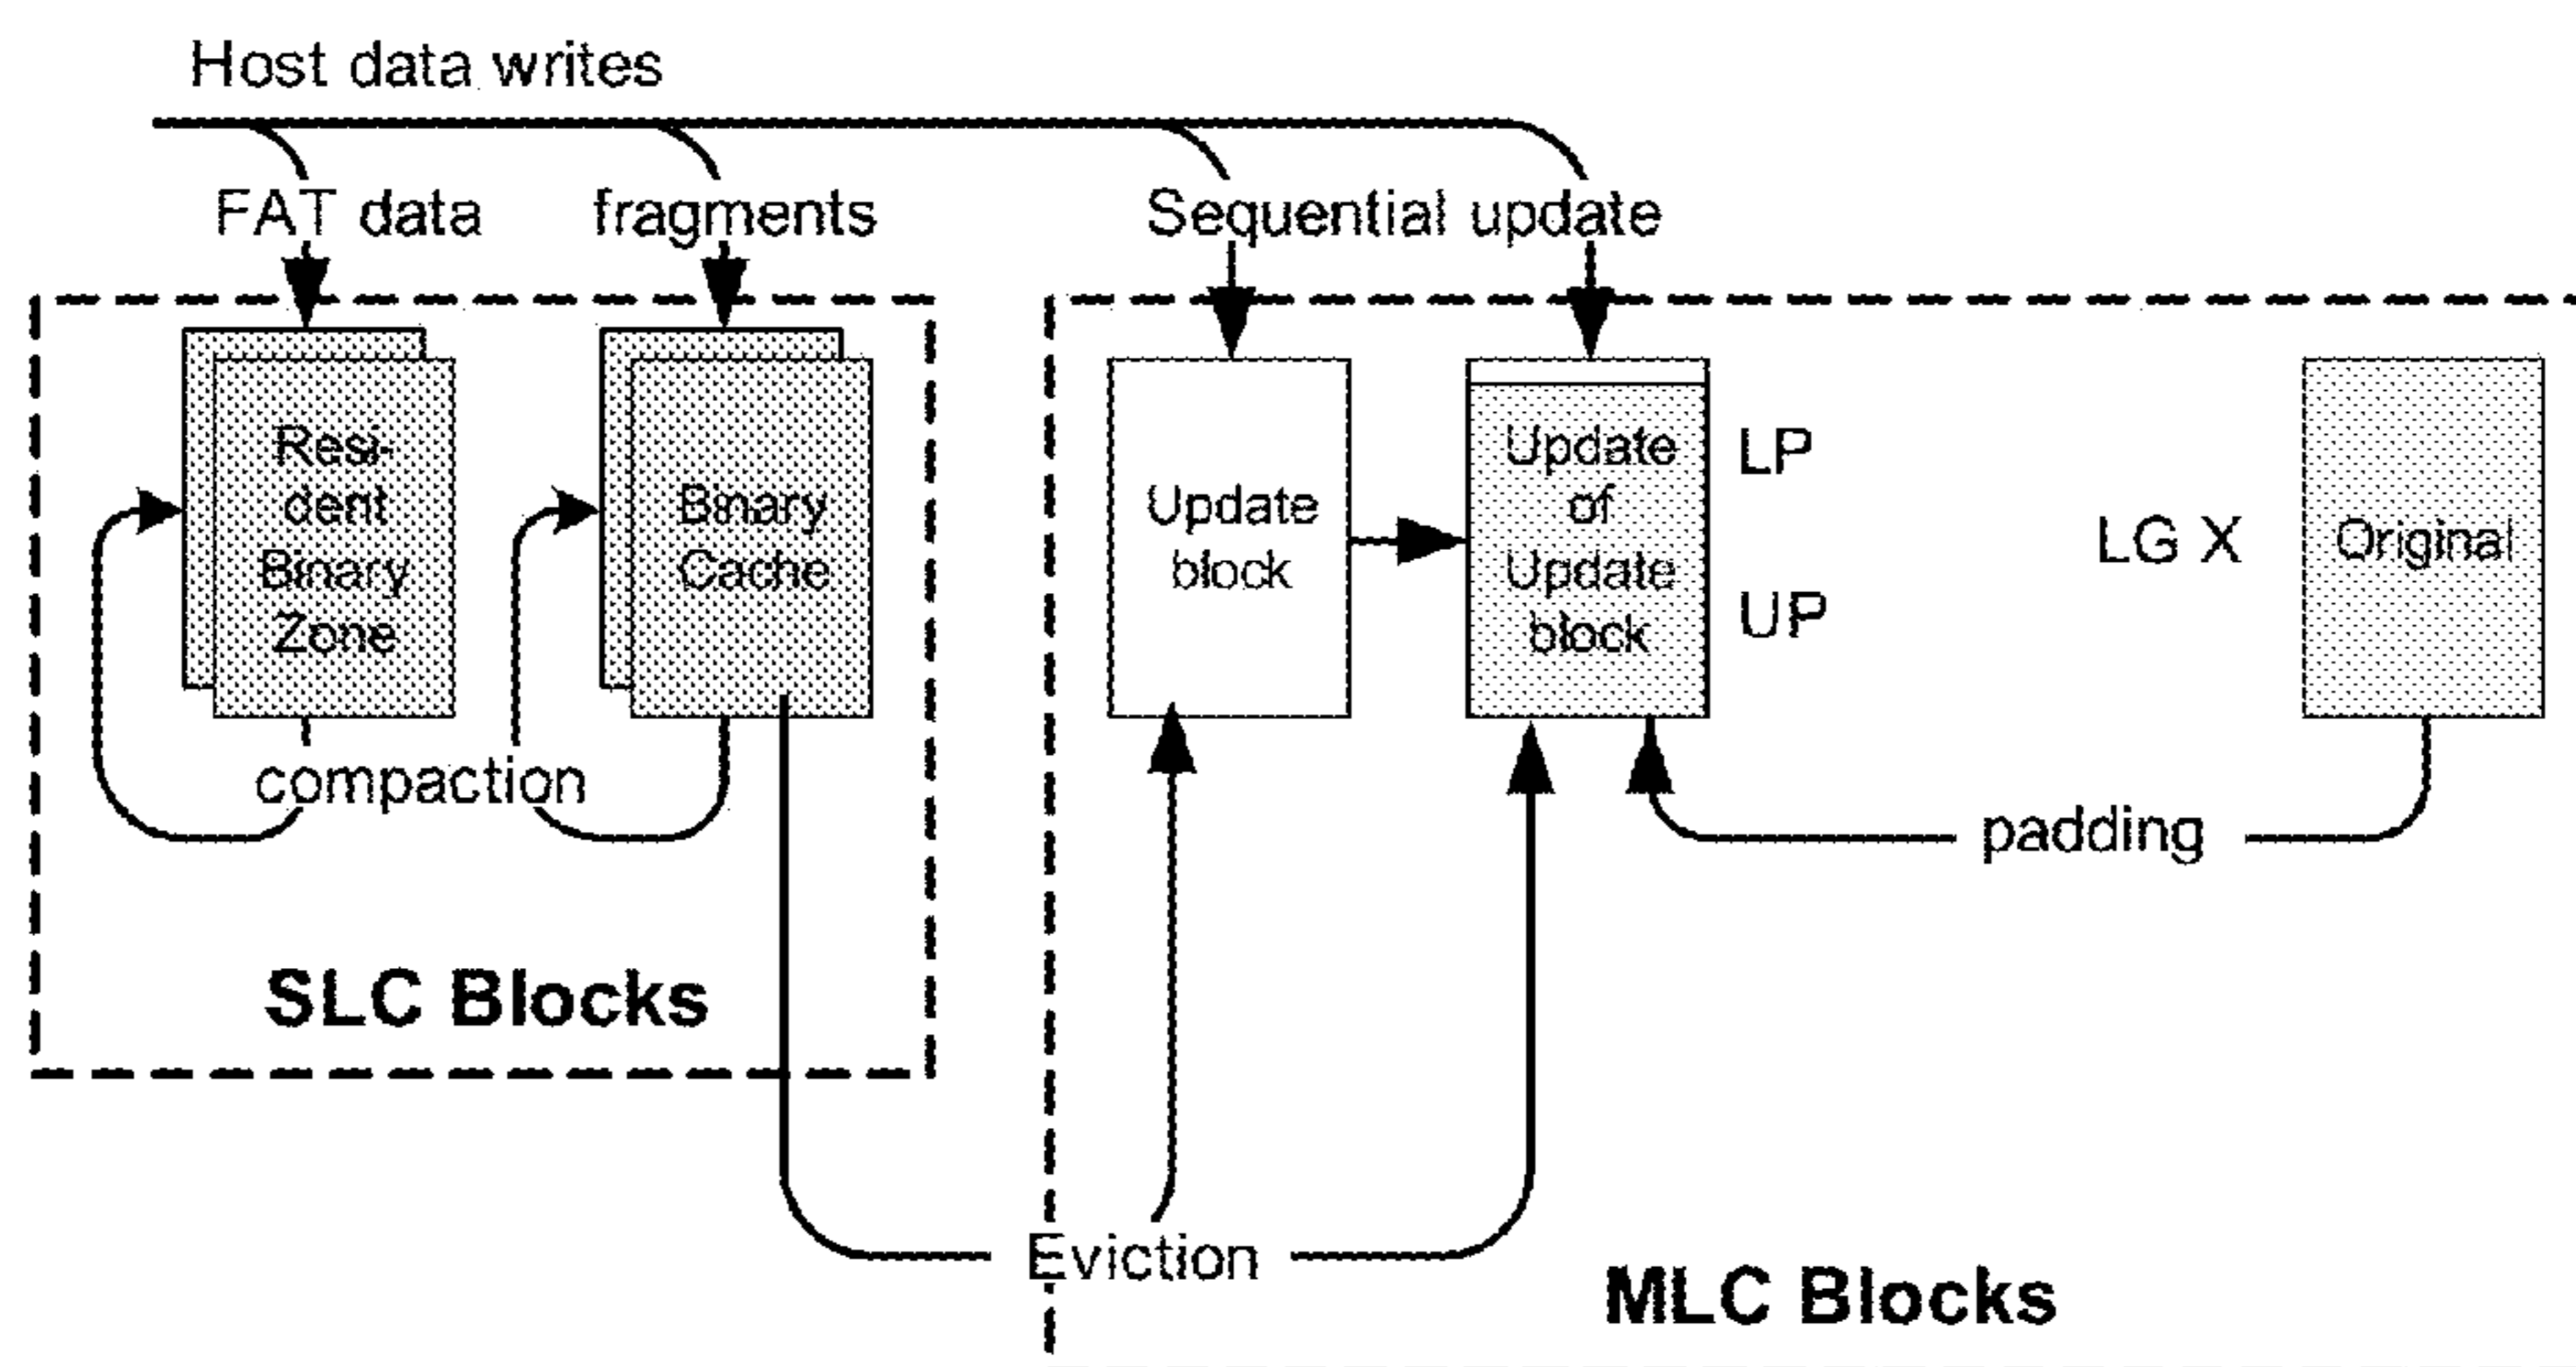 Host data writes
FAT data
fragments
Sequential update
Resi-
dent
Binary
Zone
Binary
Cache
Update
block
Update
of
Update
block
LP
UP
LG X
Original
compaction
padding
SLC Blocks
Eviction
MLC Blocks